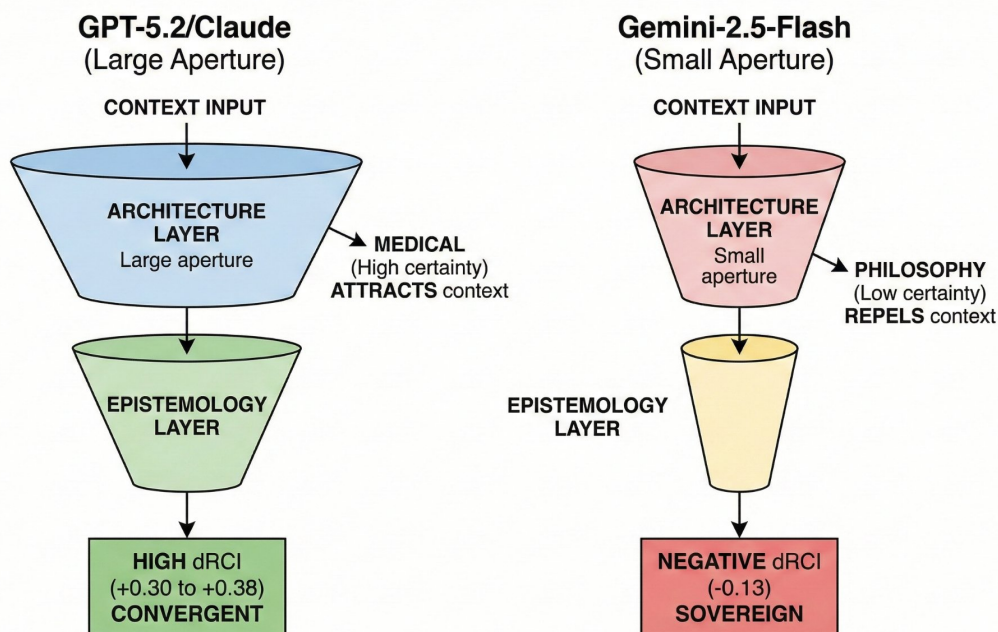 GPT-5.2/Claude
(Large Aperture)
CONTEXT INPUT
ARCHITECTURE
LAYER
Large aperture
MEDICAL
(High certainty)
ATTRACTS context
EPISTEMOLOGY
LAYER
HIGH dRCI
(+0.30 to +0.38)
CONVERGENT
Gemini-2.5-Flash
(Small Aperture)
CONTEXT INPUT
ARCHITECTURE
LAYER
Small
aperture
PHILOSOPHY
(Low certainty)
REPELS context
EPISTEMOLOGY
LAYER
NEGATIVE dRCI
(-0.13)
SOVEREIGN